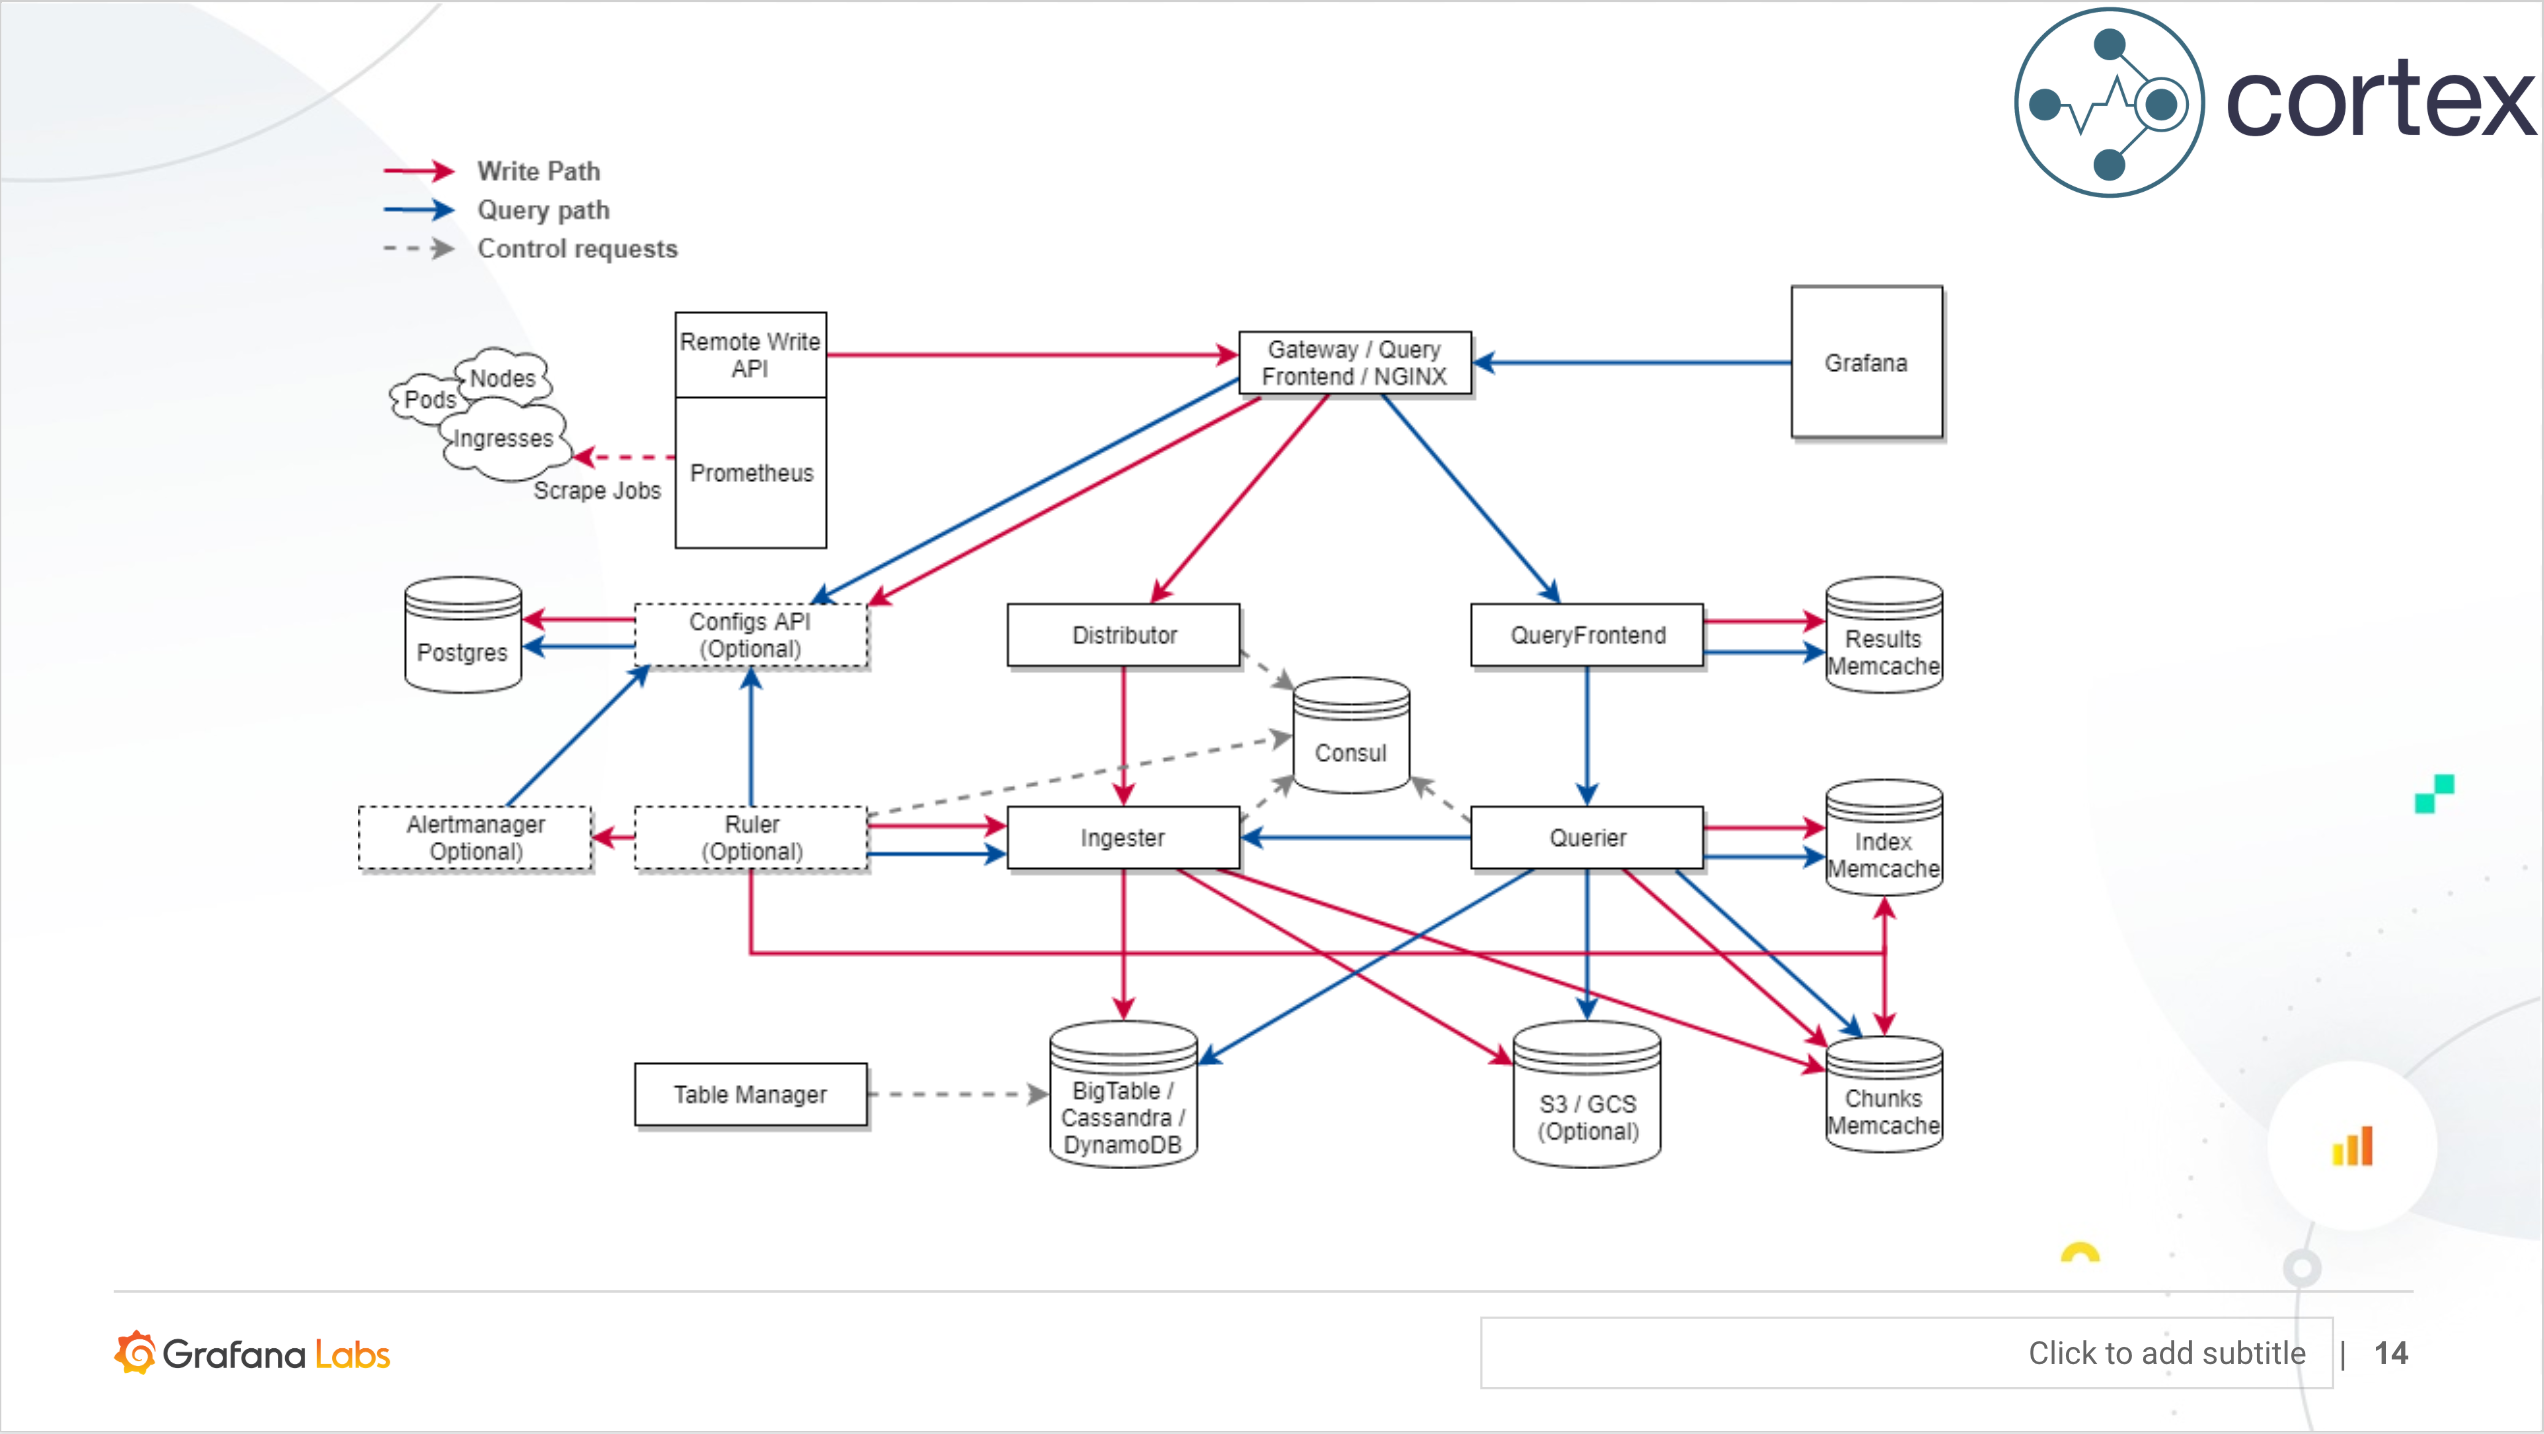 cortex
Write Path
Query path
Control requests
Remote Write
API
Gateway / Query
Frontend / NGINX
Grafana
Nodes
Pods
Ingresses
Prometheus
Scrape Jobs
Postgres
Configs API
(Optional)
Distributor
QueryFrontend
Results
Memcache
Consul
Alertmanager
Optional)
Ruler
(Optional)
Ingester
Querier
Index
Memcache
Table Manager
BigTable /
Cassandra /
DynamoDB
S3 / GCS
(Optional)
Chunks
Memcache
Grafana Labs
Click to add subtitle | 14